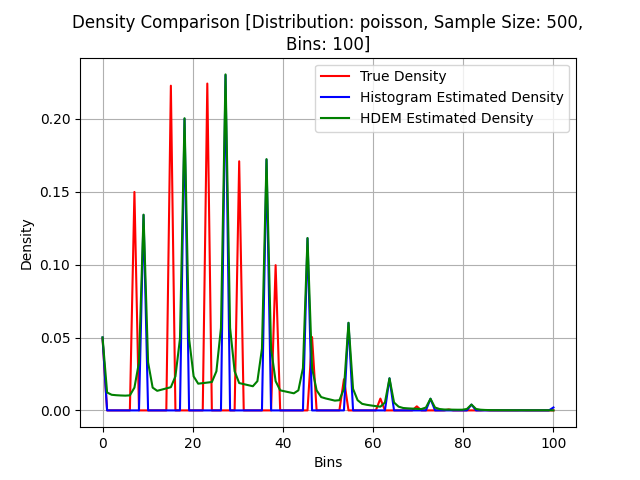 Density Comparison [Distribution: poisson, Sample Size: 500,
Bins: 100]
True Density
Histogram Estimated Density
HDEM Estimated Density
Density
0.20
0.15
0.10
0.05
0.00
0 20 40 60 80 100
Bins